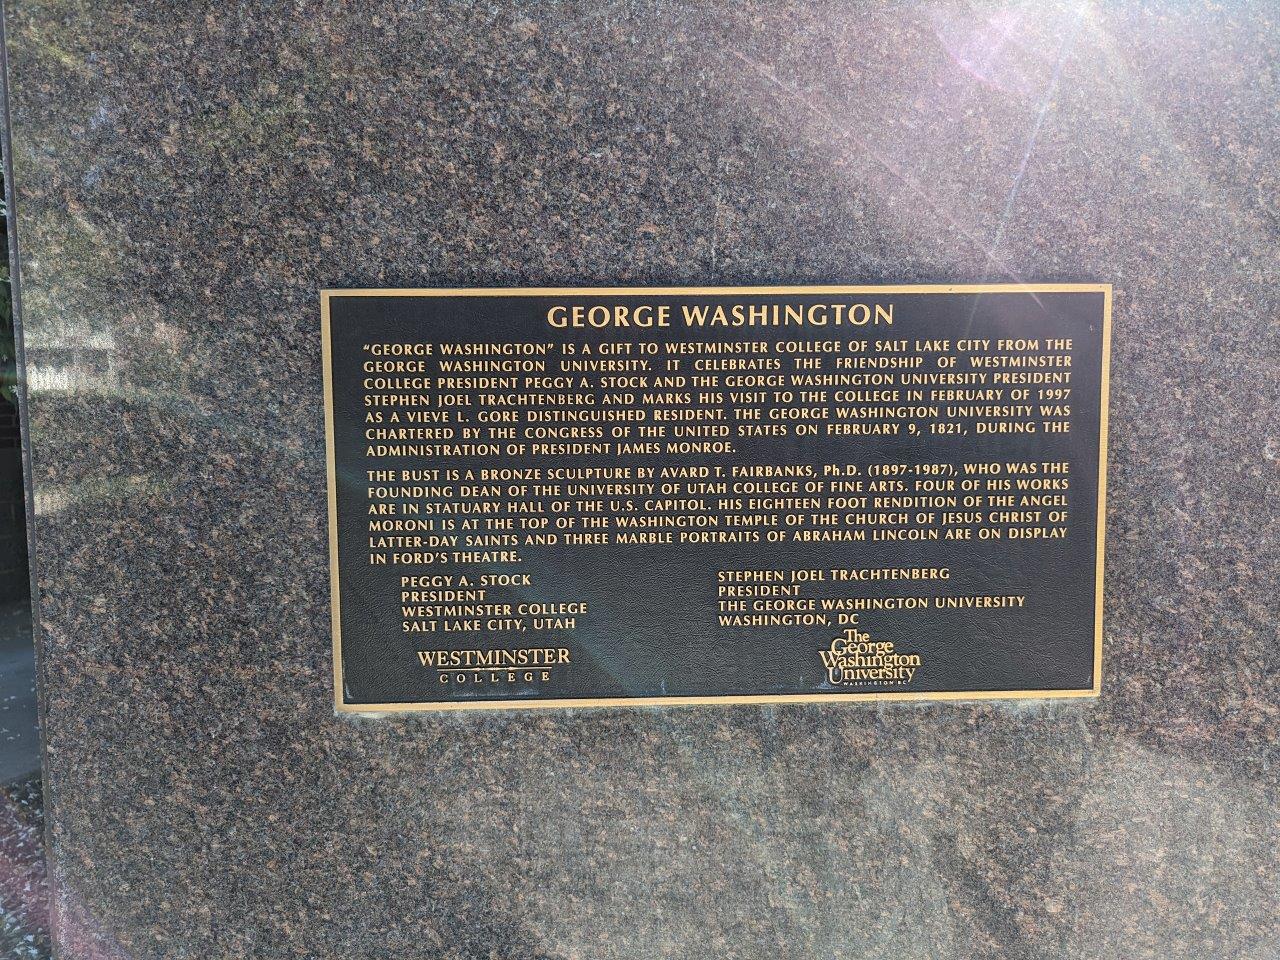 GEORGE WASHINGTON
“GEORGE WASHINGTON” IS A GIFT TO WESTMINSTER COLLEGE OF SALT LAKE CITY FROM THE
GEORGE WASHINGTON UNIVERSITY. IT CELEBRATES THE FRIENDSHIP OF WESTMINSTER
COLLEGE PRESIDENT PEGGY A. STOCK AND THE GEORGE WASHINGTON UNIVERSITY PRESIDENT
STEPHEN JOEL TRACHTENBERG AND MARKS HIS VISIT TO THE COLLEGE IN FEBRUARY OF 1997
AS A VIEVE L. GORE DISTINGUISHED RESIDENT. THE GEORGE WASHINGTON UNIVERSITY WAS
CHARTERED BY THE CONGRESS OF THE UNITED STATES ON FEBRUARY 9, 1821, DURING THE
ADMINISTRATION OF PRESIDENT JAMES MONROE.
THE BUST IS A BRONZE SCULPTURE BY AVARD T. FAIRBANKS, Ph.D. (1897-1987), WHO WAS THE
FOUNDING DEAN OF THE UNIVERSITY OF UTAH COLLEGE OF FINE ARTS. FOUR OF HIS WORKS
ARE IN STATUARY HALL OF THE U.S. CAPITOL. HIS EIGHTEEN FOOT RENDITION OF THE ANGEL
MORONI IS AT THE TOP OF THE WASHINGTON TEMPLE OF THE CHURCH OF JESUS CHRIST OF
LATTER-DAY SAINTS AND THREE MARBLE PORTRAITS OF ABRAHAM LINCOLN ARE ON DISPLAY
IN FORD'S THEATRE.
PEGGY A. STOCK
PRESIDENT
WESTMINSTER COLLEGE
SALT LAKE CITY, UTAH
WESTMINSTER
COLLEGE
STEPHEN JOEL TRACHTENBERG
PRESIDENT
THE GEORGE WASHINGTON UNIVERSITY
WASHINGTON, DC
The
George
Washington
University
WASHINGTON DC